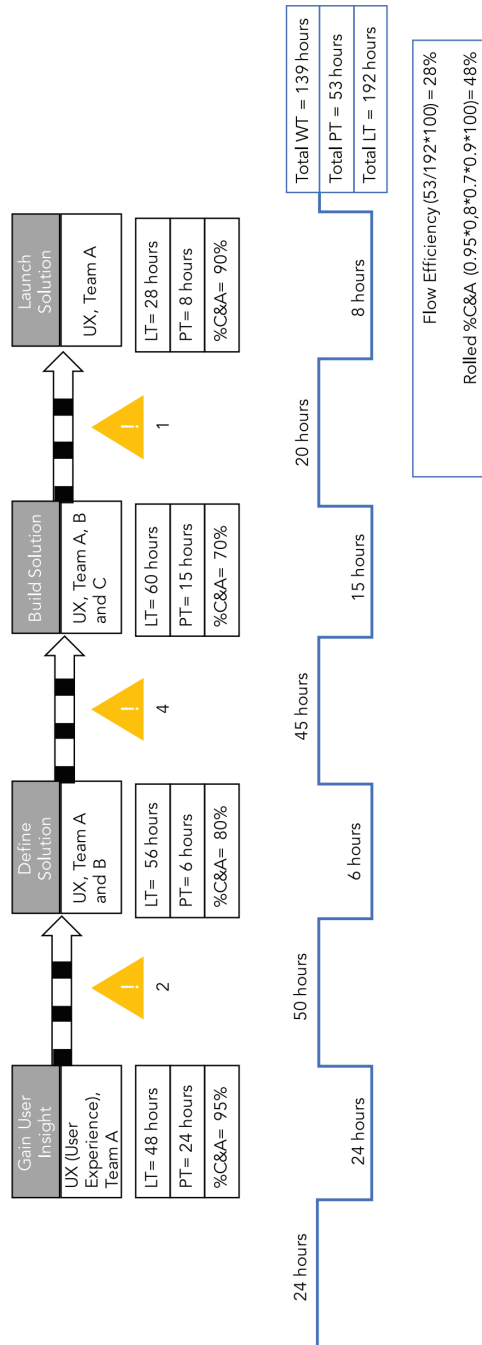 Gain User
Insight
UX (User
Experience),
Team A
LT= 48 hours
PT= 24 hours
%C&A= 95%
2
Define
Solution
UX, Team A
and B
LT= 56 hours
PT= 6 hours
%C&A= 80%
4
Build Solution
UX, Team A, B
and C
LT= 60 hours
PT= 15 hours
%C&A= 70%
1
Launch
Solution
UX, Team A
LT= 28 hours
PT= 8 hours
%C&A= 90%
24 hours
24 hours
50 hours
6 hours
45 hours
15 hours
20 hours
8 hours
Total WT = 139 hours
Total PT = 53 hours
Total LT = 192 hours
Flow Efficiency (53/192*100) = 28%
Rolled %C&A (0.95*0,8*0.7*0.9*100)= 48%